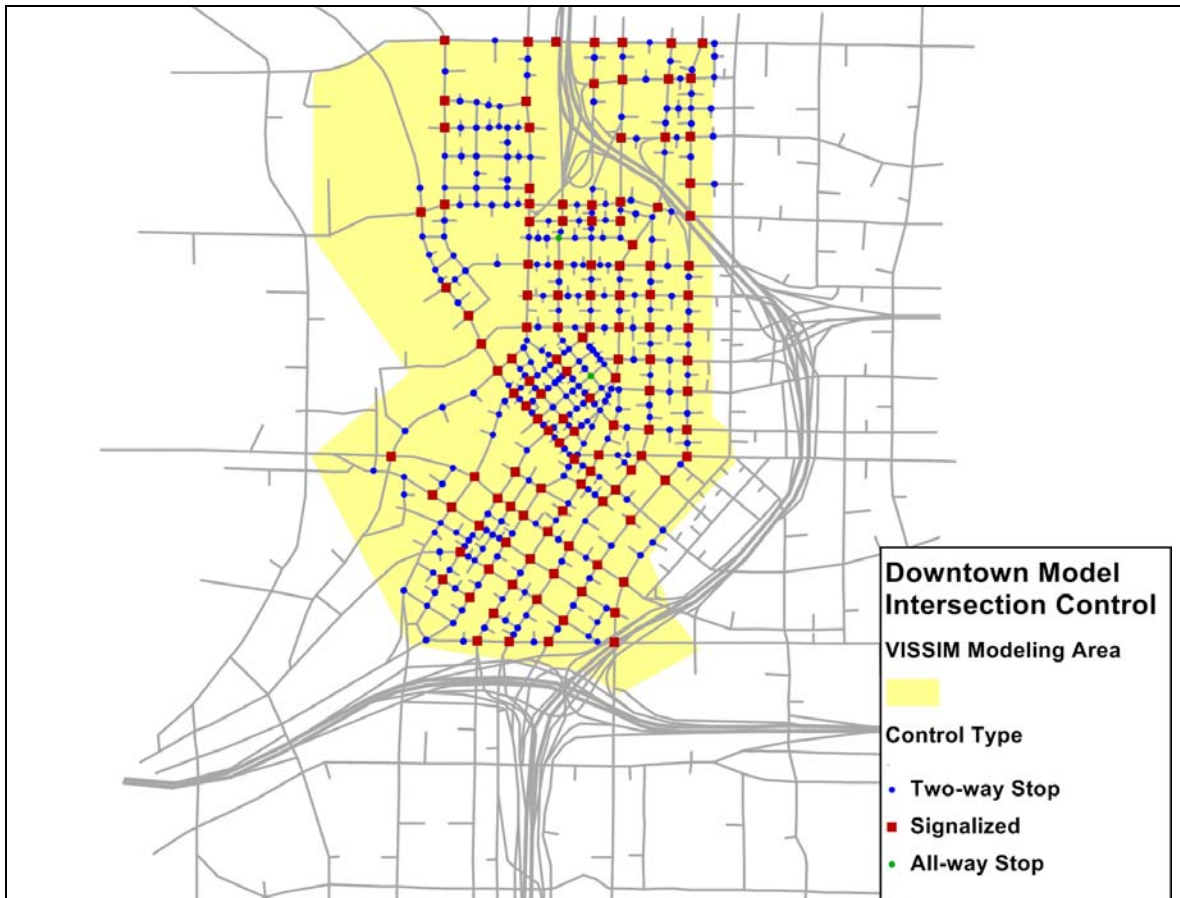 Downtown Model
Intersection Control
VISSIM Modeling Area
Control Type
Two-way Stop
Signalized
All-way Stop